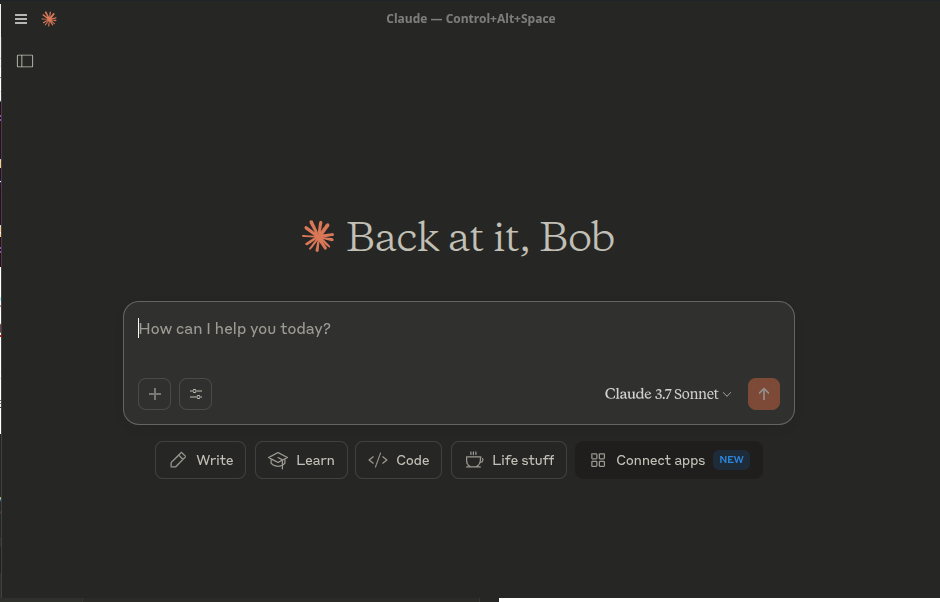 Claude — Control+Alt+Space
Back at it, Bob
How can I help you today?
Claude 3.7 Sonnet
Write
Learn
Code
Life stuff
Connect apps NEW